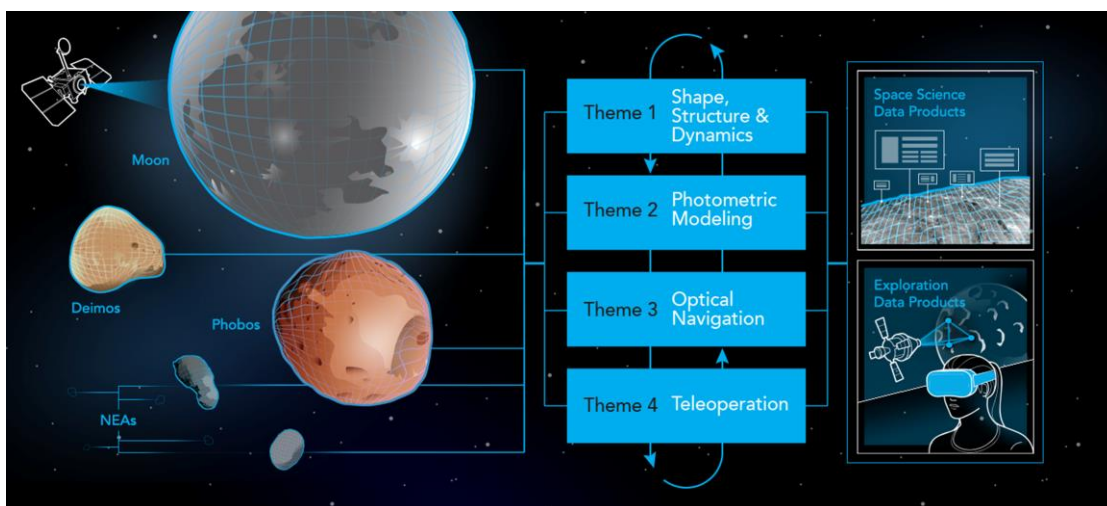 Moon
Deimos
Phobos
NEAs
Theme 1
Shape,
Structure &
Dynamics
Theme 2
Photometric
Modeling
Theme 3
Optical
Navigation
Theme 4
Teleoperation
Space Science
Data Products
Exploration
Data Products